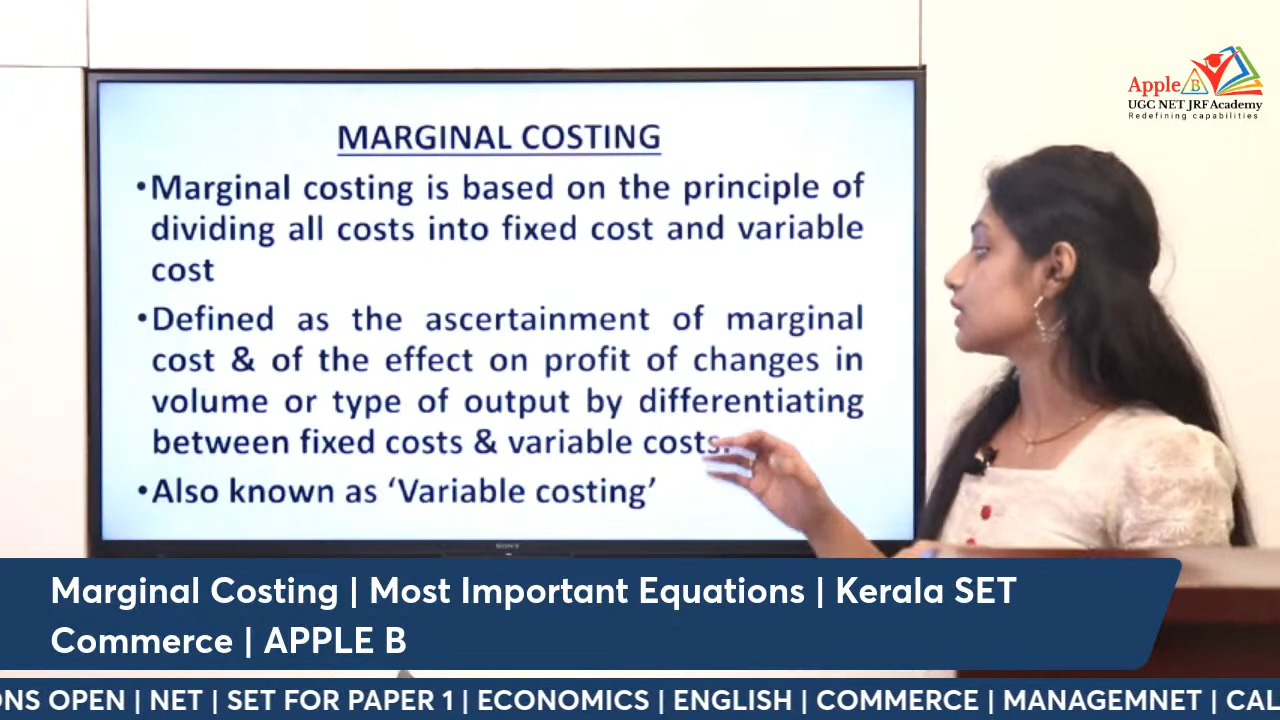 Apple B
UGC NET JRF Academy
Redefining capabilities
MARGINAL COSTING
•Marginal costing is based on the principle of
dividing all costs into fixed cost and variable
cost
•Defined as the ascertainment of marginal
cost & of the effect on profit of changes in
volume or type of output by differentiating
between fixed costs & variable costs.
•Also known as ‘Variable costing’
SONY
Marginal Costing | Most Important Equations | Kerala SET
Commerce | APPLE B
ONS OPEN | NET | SET FOR PAPER 1 | ECONOMICS | ENGLISH | COMMERCE | MANAGEMNET | CAL